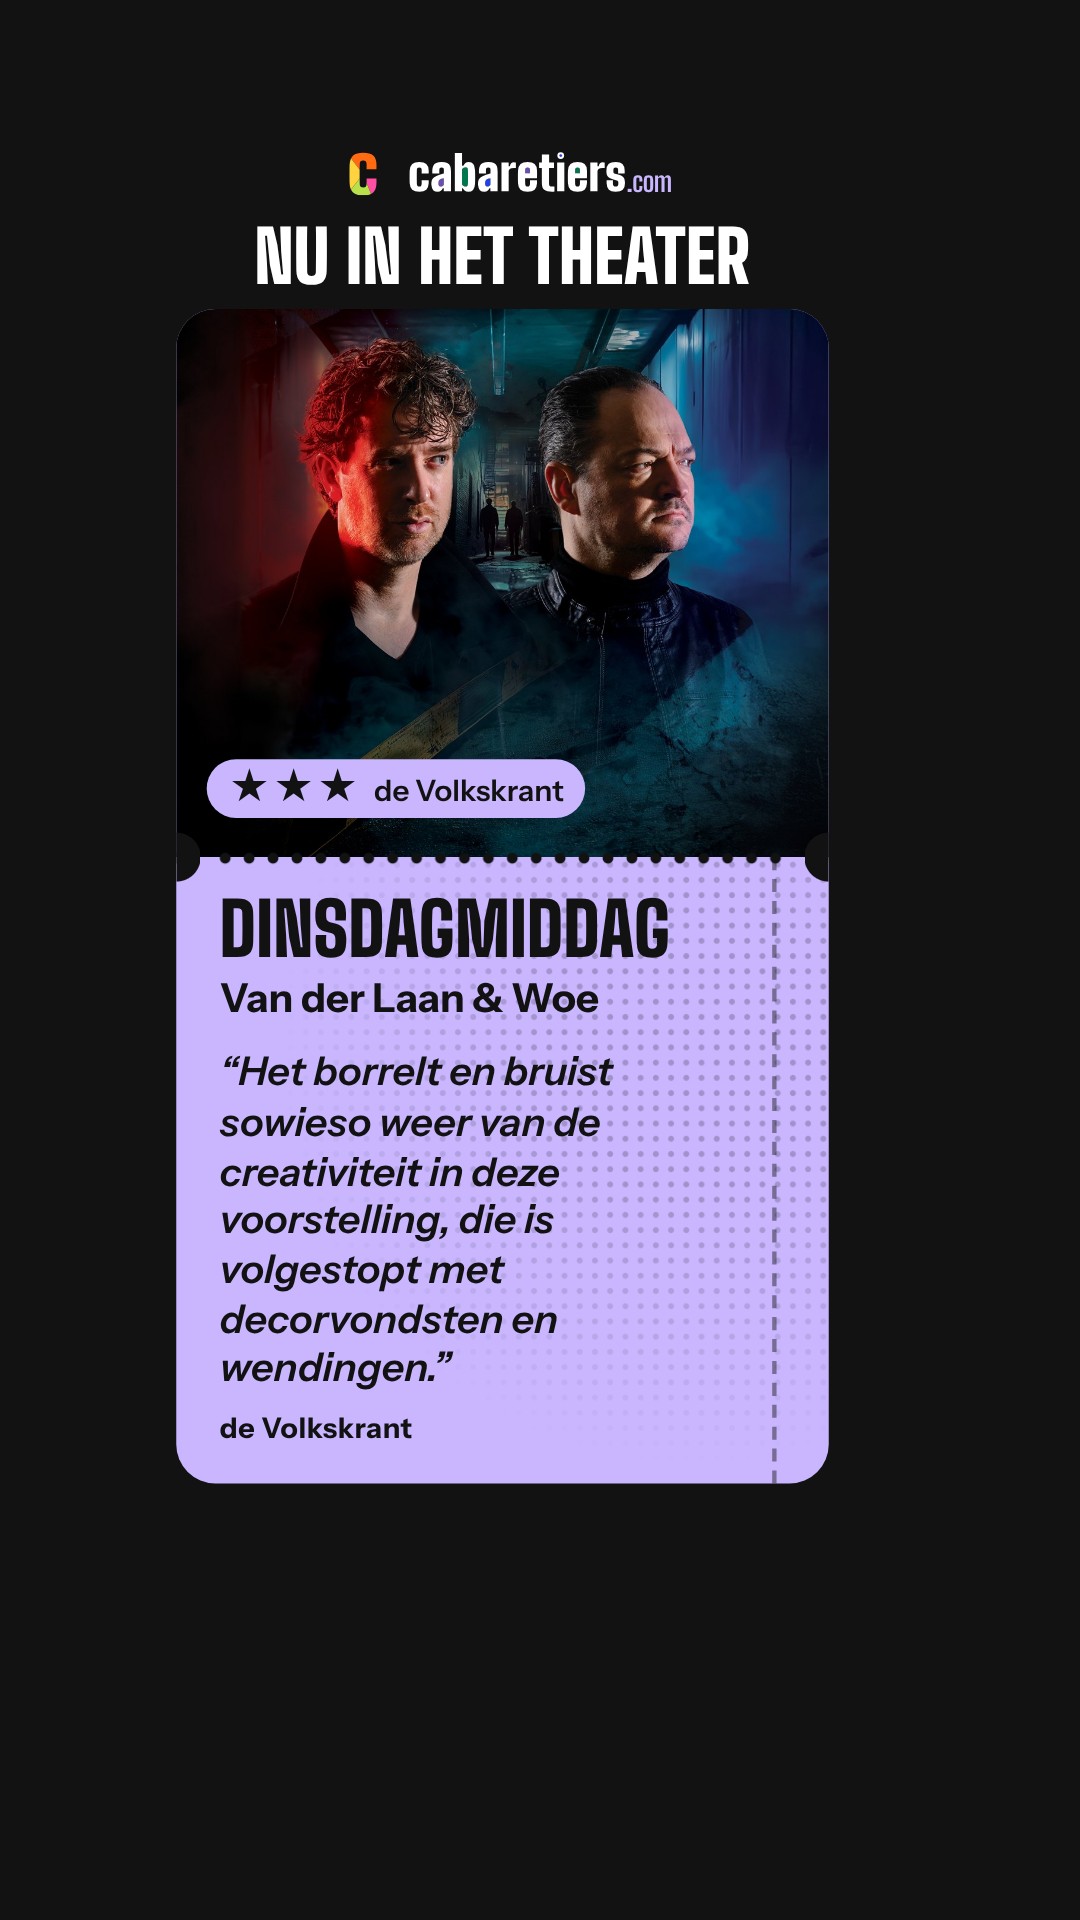 C cabaretiers.com
NU IN HET THEATER
★★★ de Volkskrant
DINSDAGMIDDAG
Van der Laan & Woe
“Het borrelt en bruist
sowieso weer van de
creativiteit in deze
voorstelling, die is
volgestopt met
decorvondsten en
wendingen.”
de Volkskrant